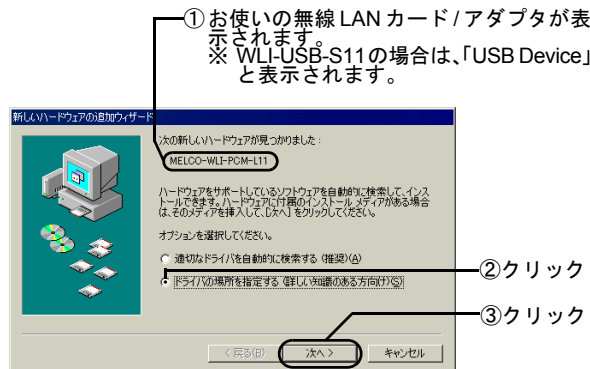 ①お使いの無線LANカード/アダプタが表
示されます。
※ WLI-USB-S11の場合は、「USB Device」
と表示されます。
新しいハードウェアの追加ウィザード
次の新しいハードウェアが見つかりました:
MELCO-WLI-PCM-L11
ハードウェアをサポートしているソフトウェアを自動的に検索して、インス
トールできます。ハードウェアに付属のインストール メディアがある場合
は、そのメディアを挿入して、[次へ] をクリックしてください。
オプションを選択してください。
適切なドライバを自動的に検索する (推奨)(A)
ドライバの場所を指定する (詳しい知識のある方向け)(S)
②クリック
③クリック
< 戻る(B)
次へ >
キャンセル